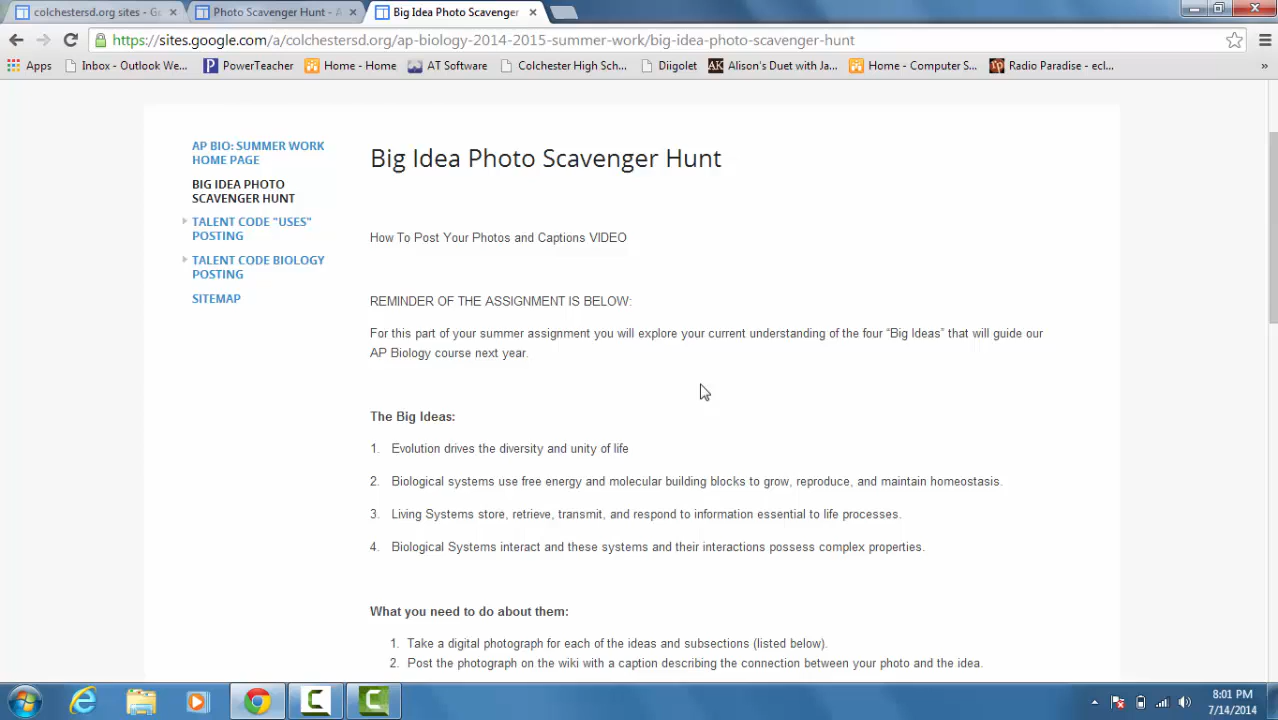 colchestersd.org sites - Go
Photo Scavenger Hunt - A
Big Idea Photo Scavenger
https://sites.google.com/a/colchestersd.org/ap-biology-2014-2015-summer-work/big-idea-photo-scavenger-hunt
Apps
Inbox - Outlook We...
PowerTeacher
Home - Home
AT Software
Colchester High Sch...
Diigolet
AK Alison's Duet with Ja...
Home - Computer S...
rp Radio Paradise - ecl...
»
AP BIO: SUMMER WORK
HOME PAGE
BIG IDEA PHOTO
SCAVENGER HUNT
TALENT CODE "USES"
POSTING
TALENT CODE BIOLOGY
POSTING
SITEMAP
Big Idea Photo Scavenger Hunt
How To Post Your Photos and Captions VIDEO
REMINDER OF THE ASSIGNMENT IS BELOW:
For this part of your summer assignment you will explore your current understanding of the four “Big Ideas” that will guide our
AP Biology course next year.
The Big Ideas:
1. Evolution drives the diversity and unity of life
2. Biological systems use free energy and molecular building blocks to grow, reproduce, and maintain homeostasis.
3. Living Systems store, retrieve, transmit, and respond to information essential to life processes.
4. Biological Systems interact and these systems and their interactions possess complex properties.
What you need to do about them:
1. Take a digital photograph for each of the ideas and subsections (listed below).
2. Post the photograph on the wiki with a caption describing the connection between your photo and the idea.
8:01 PM
7/14/2014